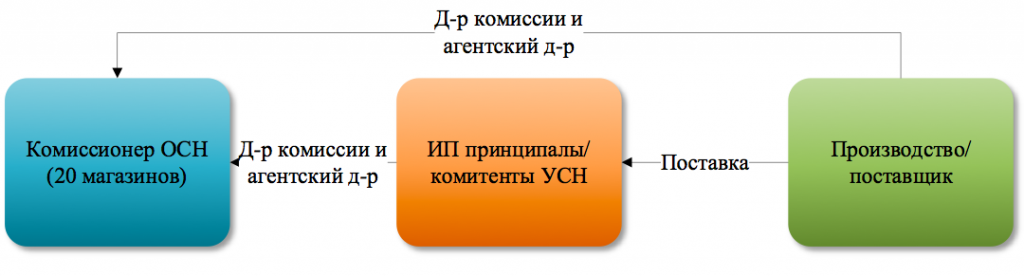 Д-р комиссии и
агентский д-р
Комиссионер ОСН
(20 магазинов)
Д-р комиссии и
агентский д-р
ИП принципалы/
комитенты УСН
Поставка
Производство/
поставщик